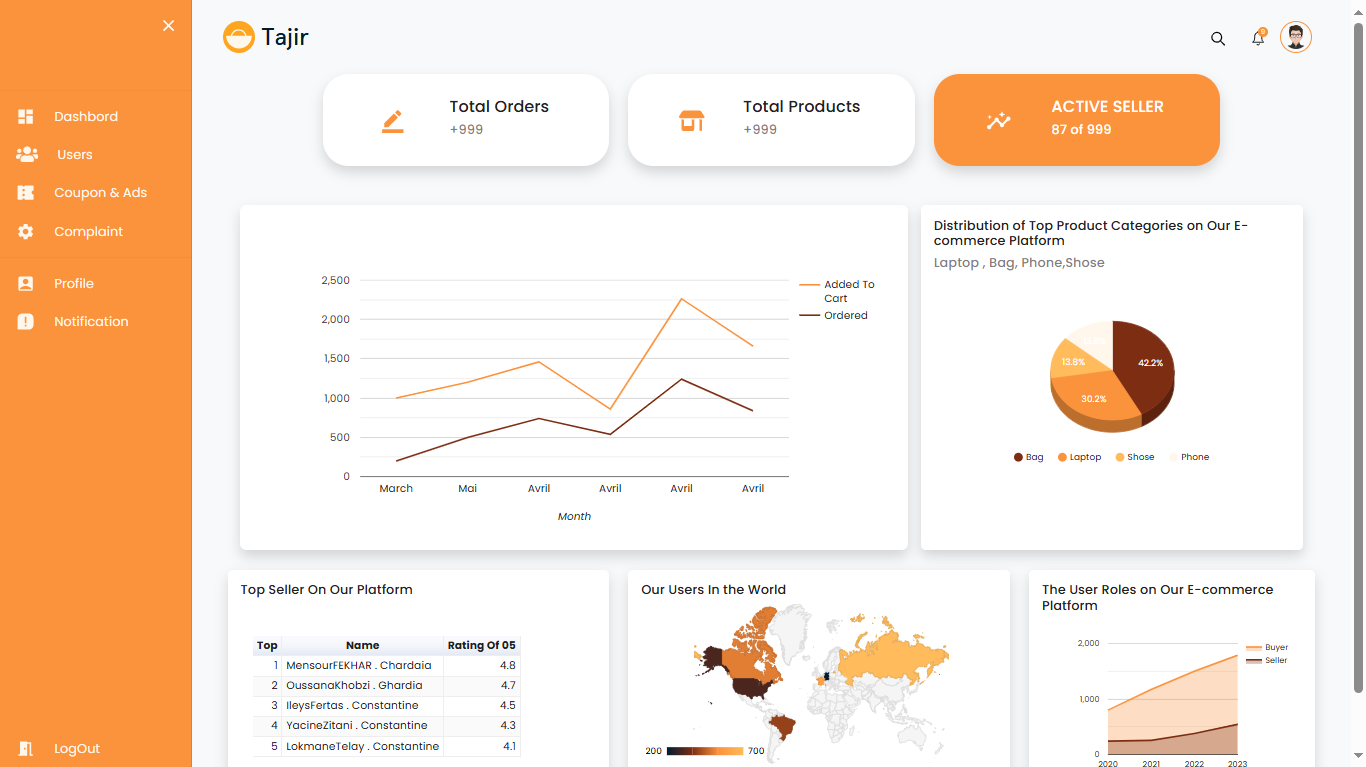 Tajir
9
Dashbord
Users
Coupon & Ads
Complaint
Profile
Notification
LogOut
Total Orders
+999
Total Products
+999
ACTIVE SELLER
87 of 999
2,500
2,000
1,500
1,000
500
0
March Mai Avril Avril Avril Avril
Month
Added To
Cart
Ordered
Distribution of Top Product Categories on Our E-
commerce Platform
Laptop , Bag, Phone,Shose
42.2%
30.2%
13.8%
Bag Laptop Shose Phone
Top Seller On Our Platform
Top Name Rating Of 05
1 MensourFEKHAR . Chardaia 4.8
2 OussanaKhobzi . Ghardia 4.7
3 IleysFertas . Constantine 4.5
4 YacineZitani . Constantine 4.3
5 LokmaneTelay . Constantine 4.1
Our Users In the World
200 700
The User Roles on Our E-commerce
Platform
2,000
1,000
0
2020 2021 2022 2023
Buyer
Seller